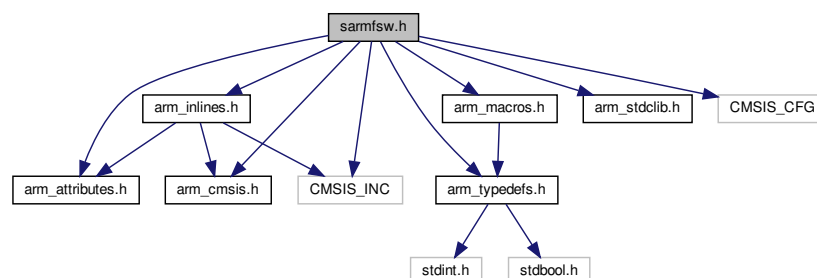 sarmfsw.h
arm_inlines.h
arm_macros.h
arm_stdclib.h
CMSIS_CFG
arm_attributes.h
arm_cmsis.h
CMSIS_INC
arm_typedefs.h
stdint.h
stdbool.h